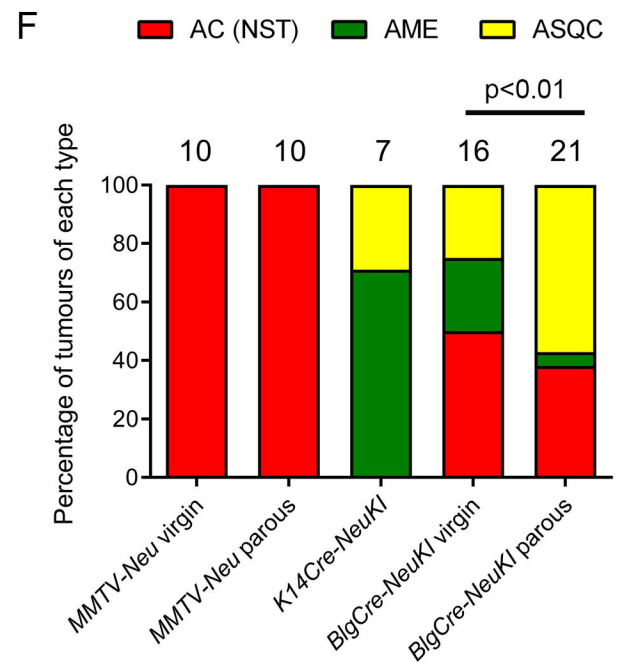 F
AC (NST) AME ASQC
p<0.01
10 10 7 16 21
Percentage of tumours of each type
100
80
60
40
20
0
MMTV-Neu virgin
MMTV-Neu parous
K14Cre-NeuKI
BlgCre-NeuKI virgin
BlgCre-NeuKI parous